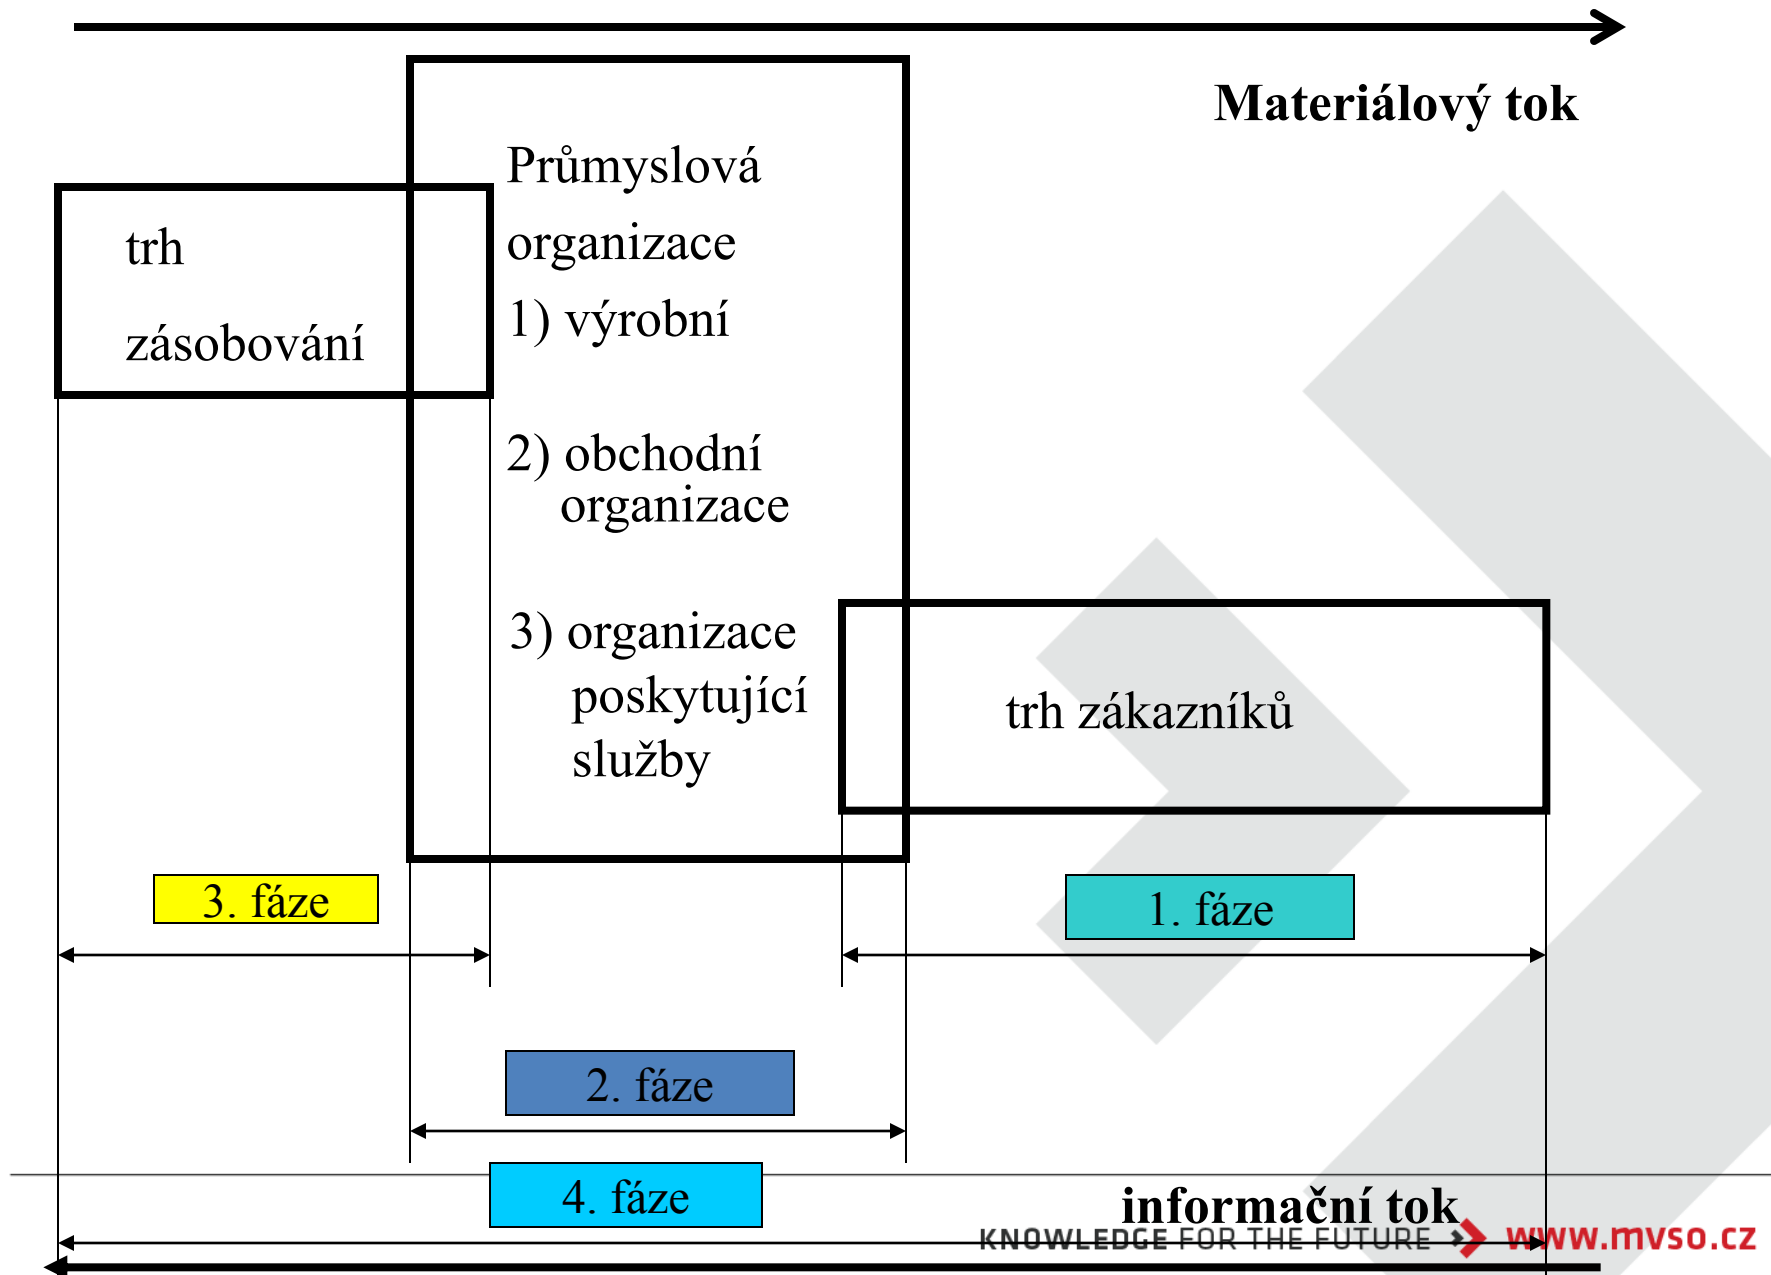 Materiálový tok
Průmyslová
organizace
1) výrobní
2) obchodní
organizace
3) organizace
poskytující
služby
trh
zásobování
trh zákazníků
3. fáze
1. fáze
2. fáze
4. fáze
informační tok
KNOWLEDGE FOR THE FUTURE www.mvso.cz